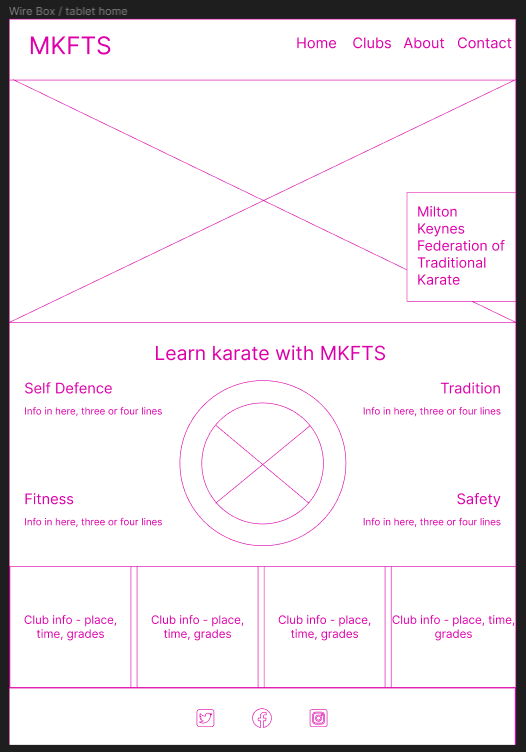 Wire Box / tablet home
MKFTS
Home Clubs About Contact
Milton
Keynes
Federation of
Traditional
Karate
Learn karate with MKFTS
Self Defence
Info in here, three or four lines
Tradition
Info in here, three or four lines
Fitness
Info in here, three or four lines
Safety
Info in here, three or four lines
Club info - place,
time, grades
Club info - place,
time, grades
Club info - place,
time, grades
Club info - place, time,
grades